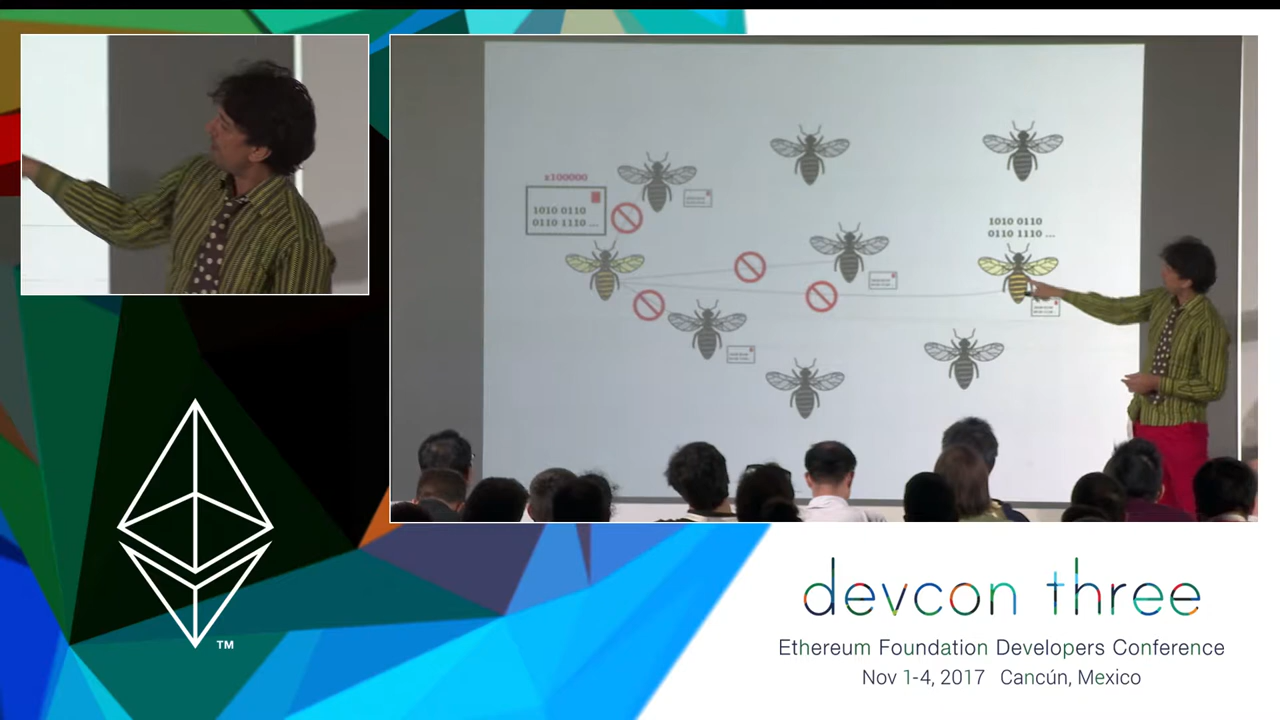 x100000
1010 0110
0110 1110 ...
1010 0110
0110 1110 ...
TM
devcon three
Ethereum Foundation Developers Conference
Nov 1-4, 2017 Cancún, Mexico